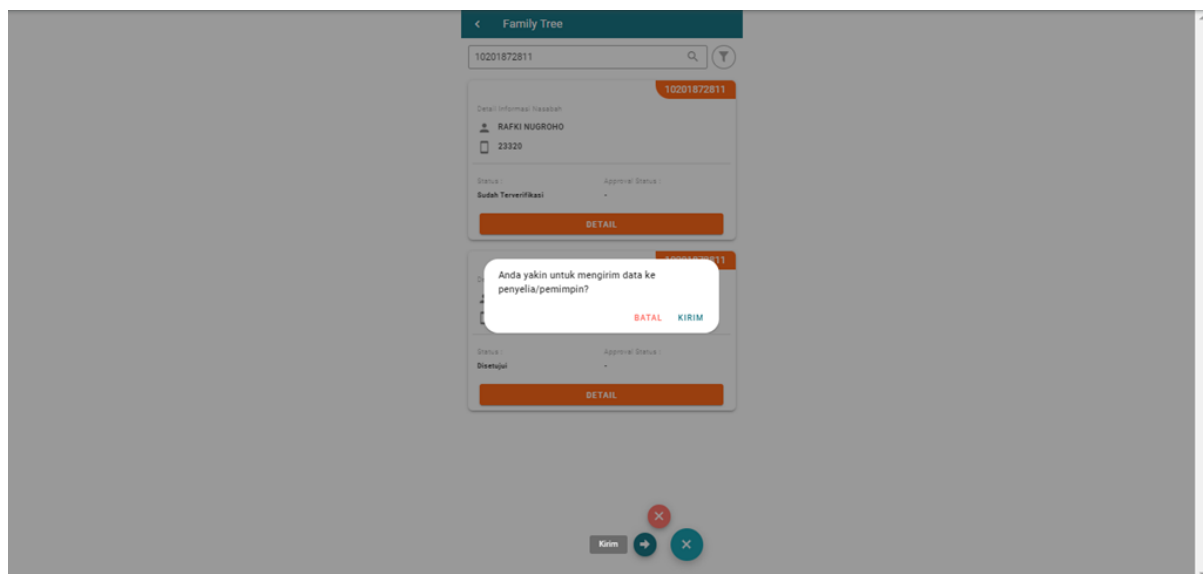 Family Tree
10201872811
10201872811
Detail Informasi Nasabah
RAFKI NUGROHO
23320
Status :
Approval Status :
Sudah Terverifikasi
-
DETAIL
Anda yakin untuk mengirim data ke
penyelia/pemimpin?
BATAL KIRIM
Status :
Approval Status :
Disetujui
-
DETAIL
Kirim